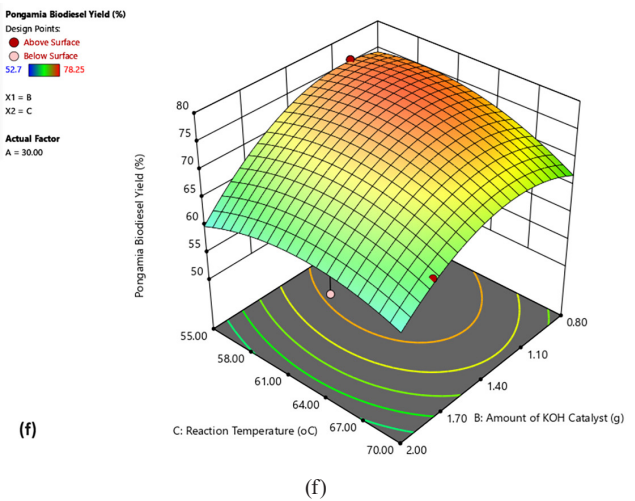 Pongamia Biodiesel Yield (%)
Design Points:
Above Surface
Below Surface
52.7 78.25
X1 = B
X2 = C
Actual Factor
A = 30.00
Pongamia Biodiesel Yield (%)
80
75
70
65
60
55
50
55.00
58.00
61.00
64.00
67.00
70.00
C: Reaction Temperature (oC)
2.00
1.70
1.40
1.10
0.80
B: Amount of KOH Catalyst (g)
(f)
(f)